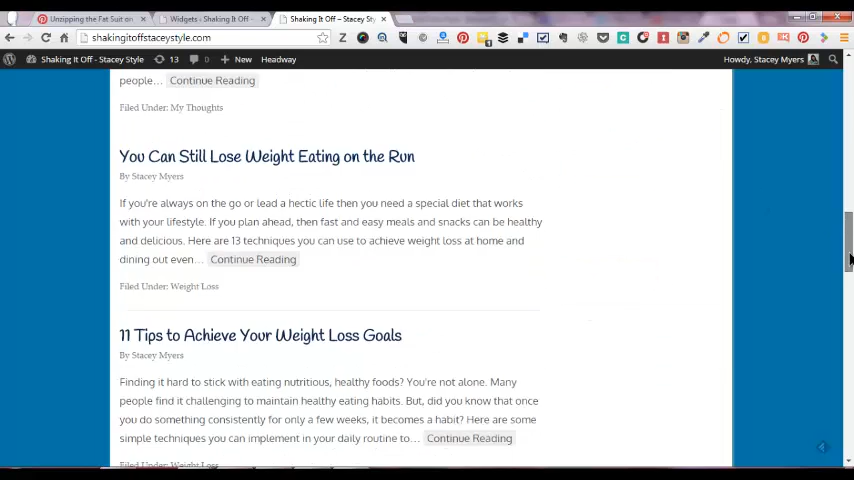 Unzipping the Fat Suit on
Widgets ‹ Shaking It Off –
Shaking It Off – Stacey Sty
shakingitoffstaceystyle.com
Shaking It Off - Stacey Style
13
0
+ New
Headway
Howdy, Stacey Myers
people… Continue Reading
Filed Under: My Thoughts
You Can Still Lose Weight Eating on the Run
By Stacey Myers
If you're always on the go or lead a hectic life then you need a special diet that works
with your lifestyle. If you plan ahead, then fast and easy meals and snacks can be healthy
and delicious. Here are 13 techniques you can use to achieve weight loss at home and
dining out even… Continue Reading
Filed Under: Weight Loss
11 Tips to Achieve Your Weight Loss Goals
By Stacey Myers
Finding it hard to stick with eating nutritious, healthy foods? You're not alone. Many
people find it challenging to maintain healthy eating habits. But, did you know that once
you do something consistently for only a few weeks, it becomes a habit? Here are some
simple techniques you can implement in your daily routine to… Continue Reading
Filed Under: Weight Loss